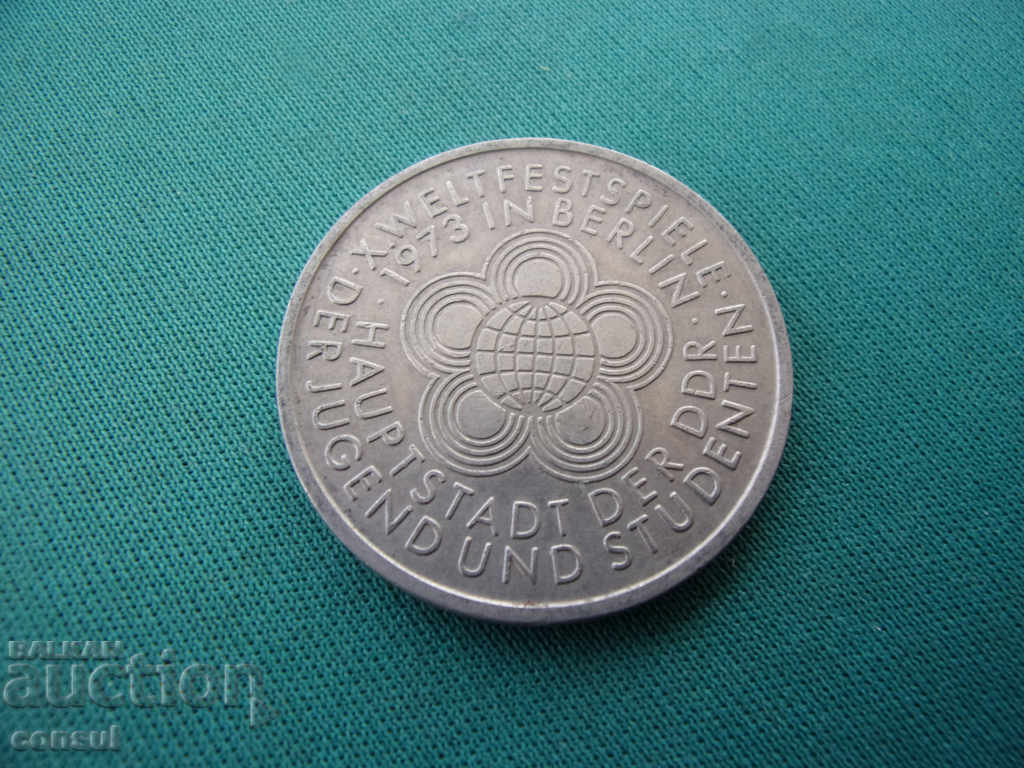 · X. WELTFESTSPIELE ·
DER JUGEND UND STUDENTEN
· 1973 IN BERLIN ·
HAUPTSTADT DER DDR
BALKAN
auction
consul